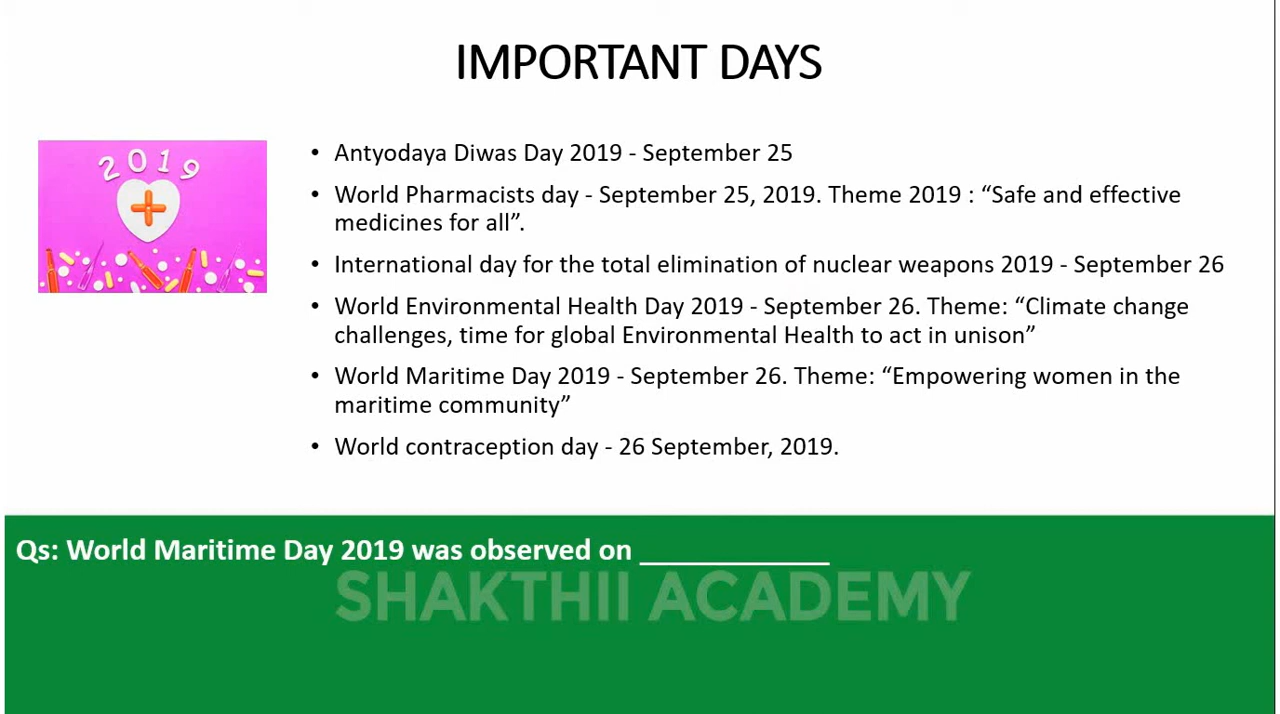 IMPORTANT DAYS
2019
• Antyodaya Diwas Day 2019 - September 25
• World Pharmacists day - September 25, 2019. Theme 2019 : “Safe and effective
medicines for all”.
• International day for the total elimination of nuclear weapons 2019 - September 26
• World Environmental Health Day 2019 - September 26. Theme: “Climate change
challenges, time for global Environmental Health to act in unison”
• World Maritime Day 2019 - September 26. Theme: “Empowering women in the
maritime community”
• World contraception day - 26 September, 2019.
Qs: World Maritime Day 2019 was observed on ____________
SHAKTHII ACADEMY